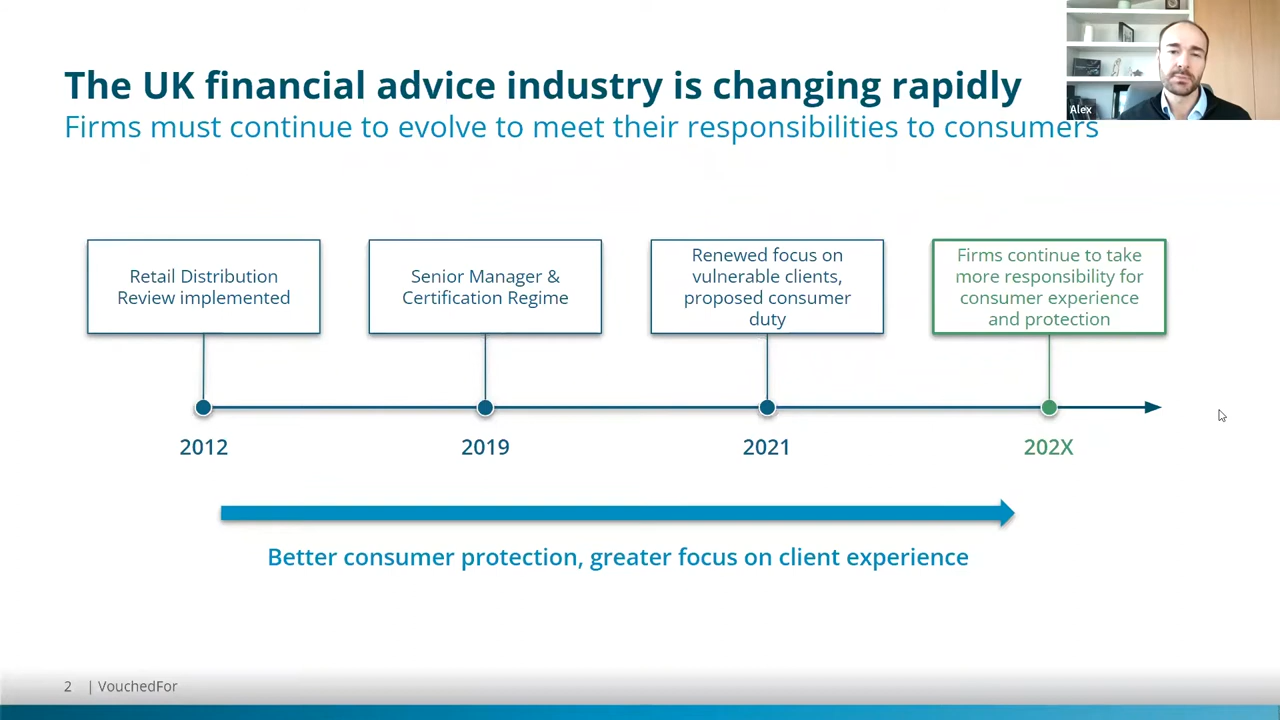 The UK financial advice industry is changing rapidly
Firms must continue to evolve to meet their responsibilities to consumers
Alex
Retail Distribution
Review implemented
Senior Manager &
Certification Regime
Renewed focus on
vulnerable clients,
proposed consumer
duty
Firms continue to take
more responsibility for
consumer experience
and protection
2012
2019
2021
202X
Better consumer protection, greater focus on client experience
2 | VouchedFor